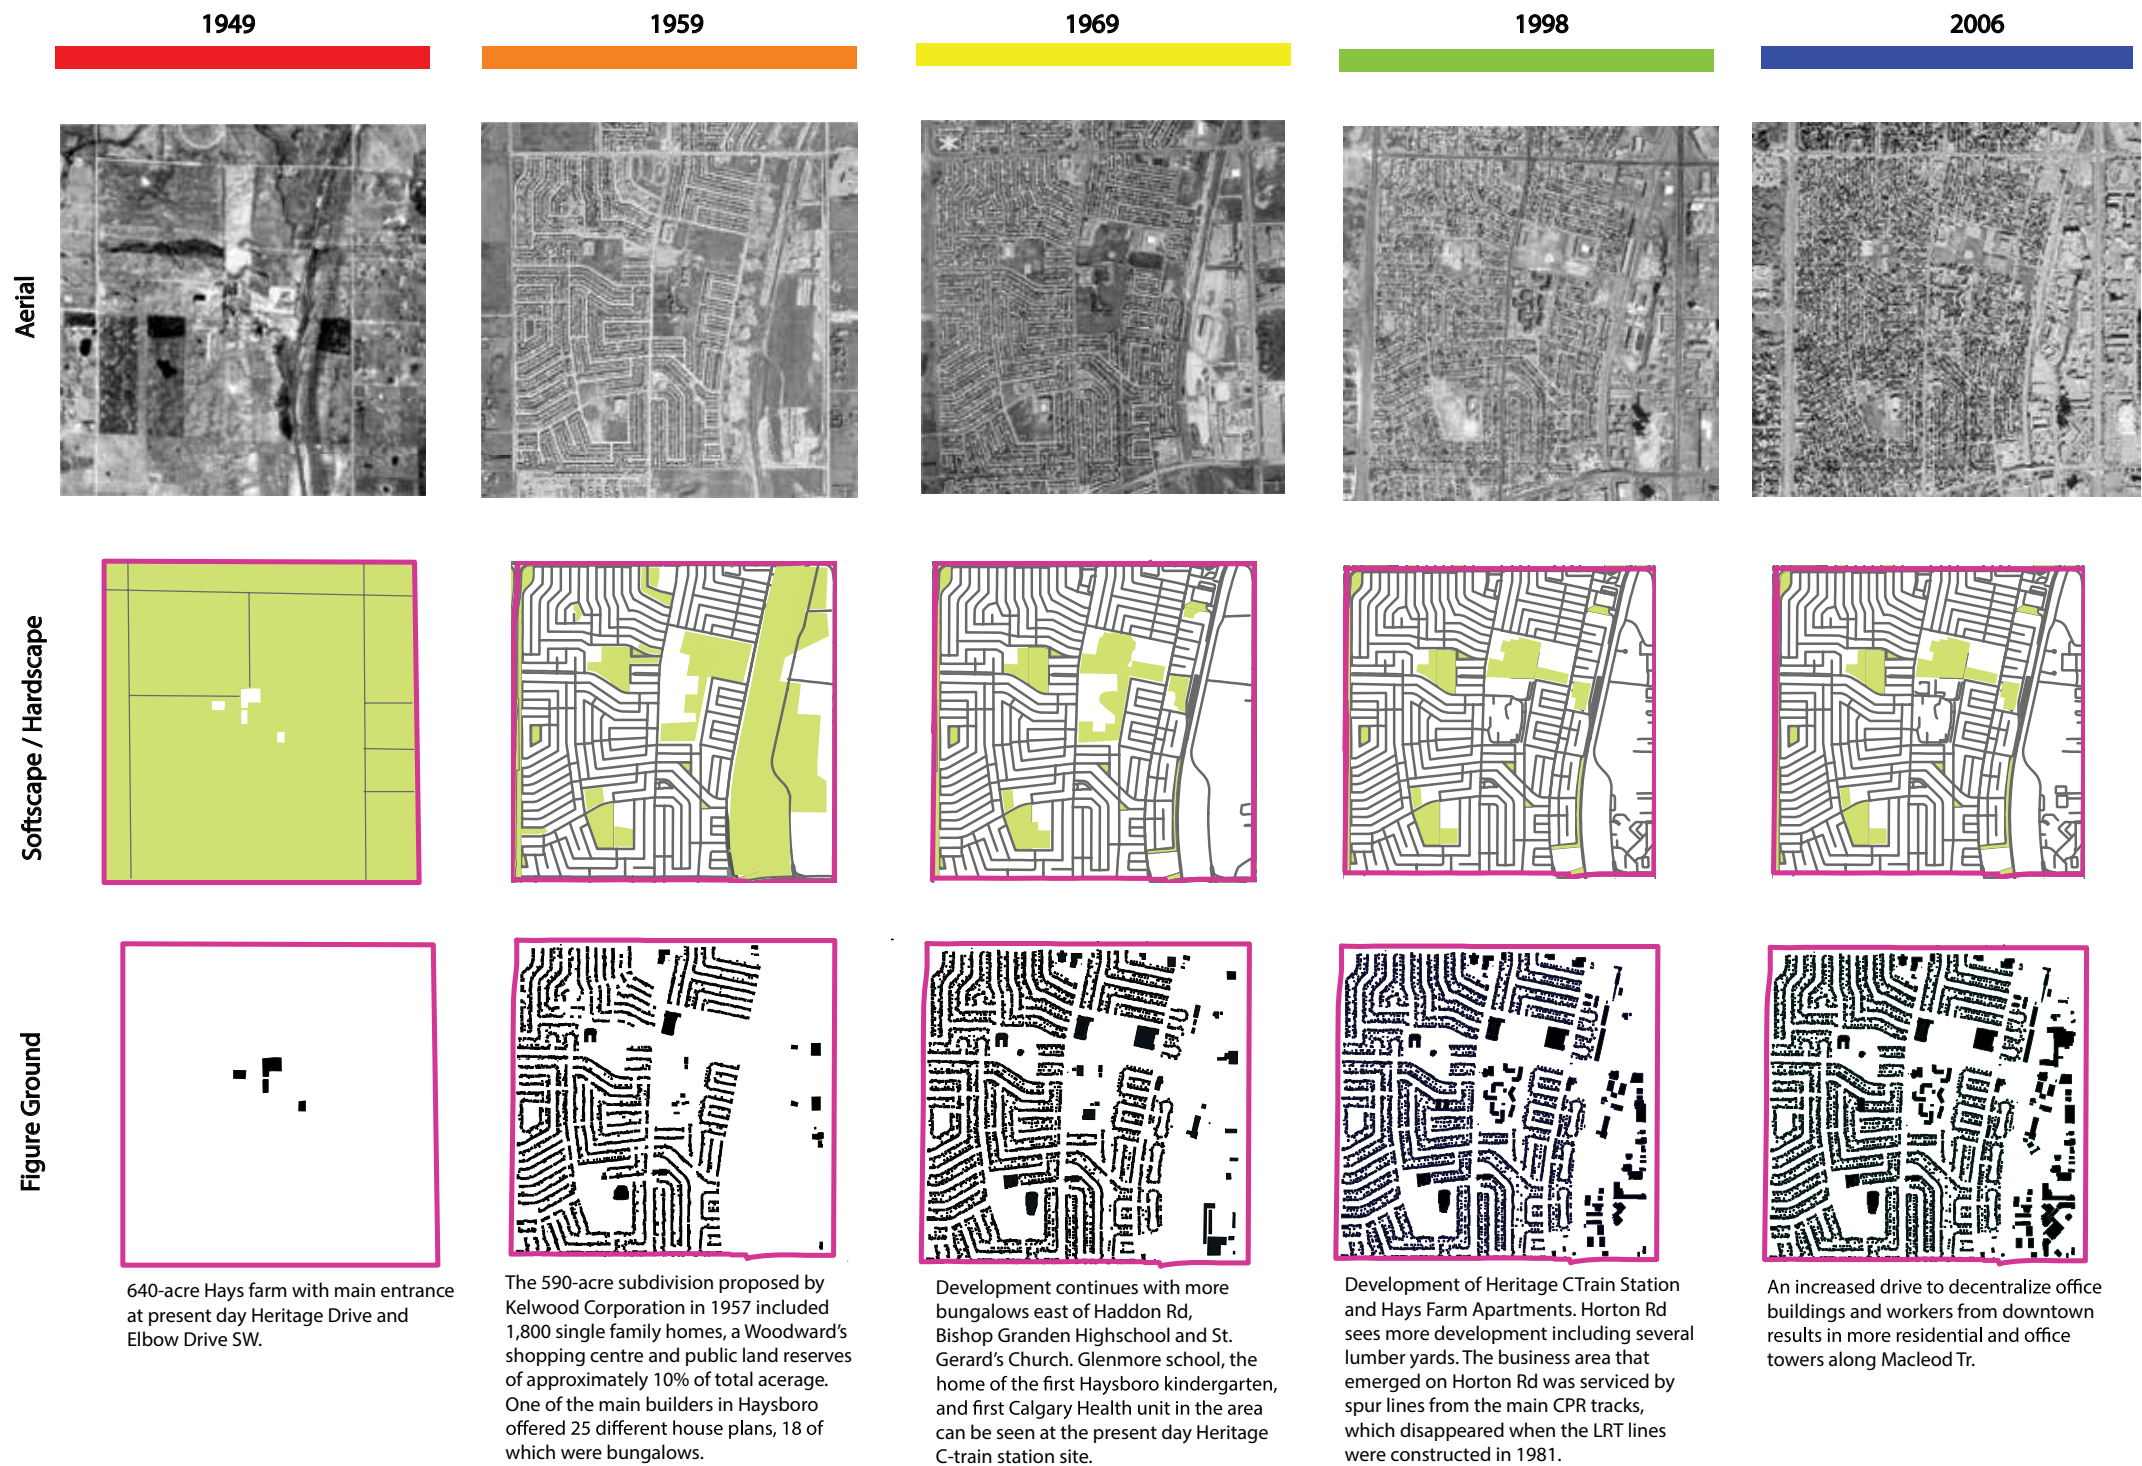 1949
1959
1969
1998
2006
Aerial
Softscape / Hardscape
Figure Ground
640-acre Hays farm with main entrance
at present day Heritage Drive and
Elbow Drive SW.
The 590-acre subdivision proposed by
Kelwood Corporation in 1957 included
1,800 single family homes, a Woodward's
shopping centre and public land reserves
of approximately 10% of total acerage.
One of the main builders in Haysboro
offered 25 different house plans, 18 of
which were bungalows.
Development continues with more
bungalows east of Haddon Rd,
Bishop Granden Highschool and St.
Gerard's Church. Glenmore school, the
home of the first Haysboro kindergarten,
and first Calgary Health unit in the area
can be seen at the present day Heritage
C-train station site.
Development of Heritage CTrain Station
and Hays Farm Apartments. Horton Rd
sees more development including several
lumber yards. The business area that
emerged on Horton Rd was serviced by
spur lines from the main CPR tracks,
which disappeared when the LRT lines
were constructed in 1981.
An increased drive to decentralize office
buildings and workers from downtown
results in more residential and office
towers along Macleod Tr.